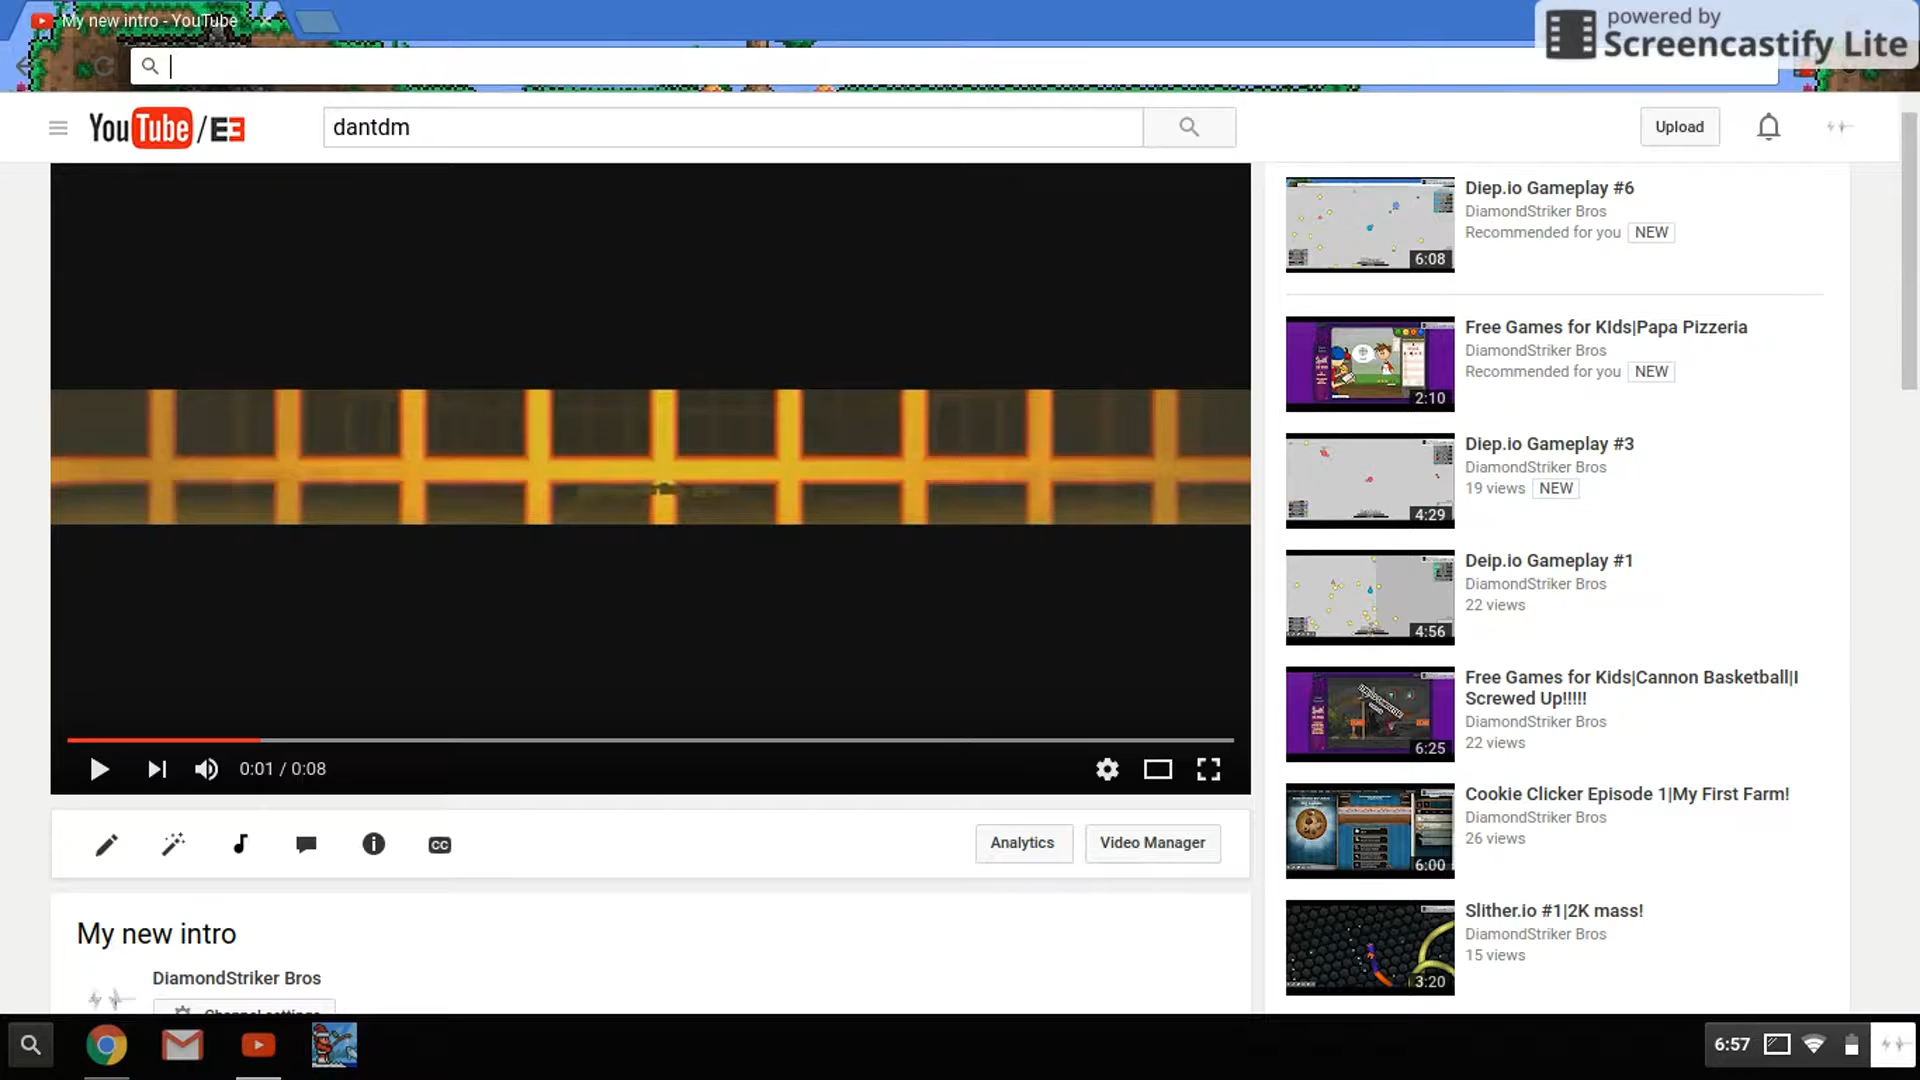 My new intro - YouTube
powered by
Screencastify Lite
YouTube /E3
dantdm
Upload
Diep.io Gameplay #6
DiamondStriker Bros
Recommended for you NEW
6:08
Free Games for KIds|Papa Pizzeria
DiamondStriker Bros
Recommended for you NEW
2:10
Diep.io Gameplay #3
DiamondStriker Bros
19 views NEW
4:29
Deip.io Gameplay #1
DiamondStriker Bros
22 views
4:56
Free Games for Kids|Cannon Basketball|I
Screwed Up!!!!!
DiamondStriker Bros
22 views
6:25
Cookie Clicker Episode 1|My First Farm!
DiamondStriker Bros
26 views
6:00
Slither.io #1|2K mass!
DiamondStriker Bros
15 views
3:20
0:01 / 0:08
CC
Analytics
Video Manager
My new intro
DiamondStriker Bros
Channel settings
6:57